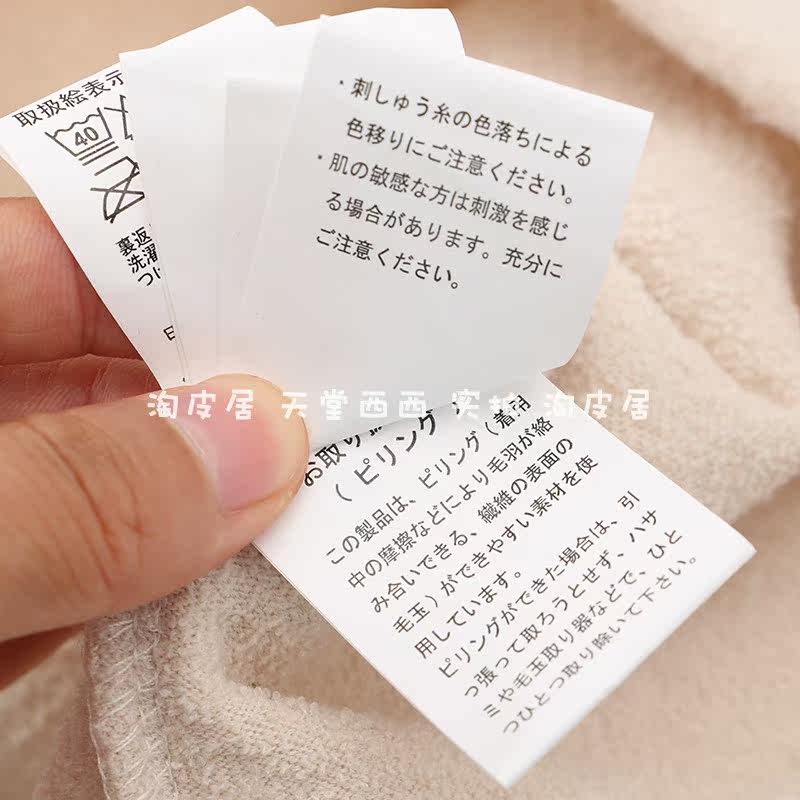 取扱絵表示
40
裏返
洗濯
つけ
・刺しゅう糸の色落ちによる
色移りにご注意ください。
・肌の敏感な方は刺激を感じ
る場合があります。充分に
ご注意ください。
淘皮居 天堂西西 实拍 淘皮居
お取り
（ピリング
この製品は、ピリング（着用
中の摩擦などにより毛羽が絡
み合いできる、繊維の表面の
毛玉）ができやすい素材を使
用しています。
ピリングができた場合は、引
っ張って取ろうとせず、ハサ
ミや毛玉取り器などで、ひと
つひとつ取り除いて下さい。